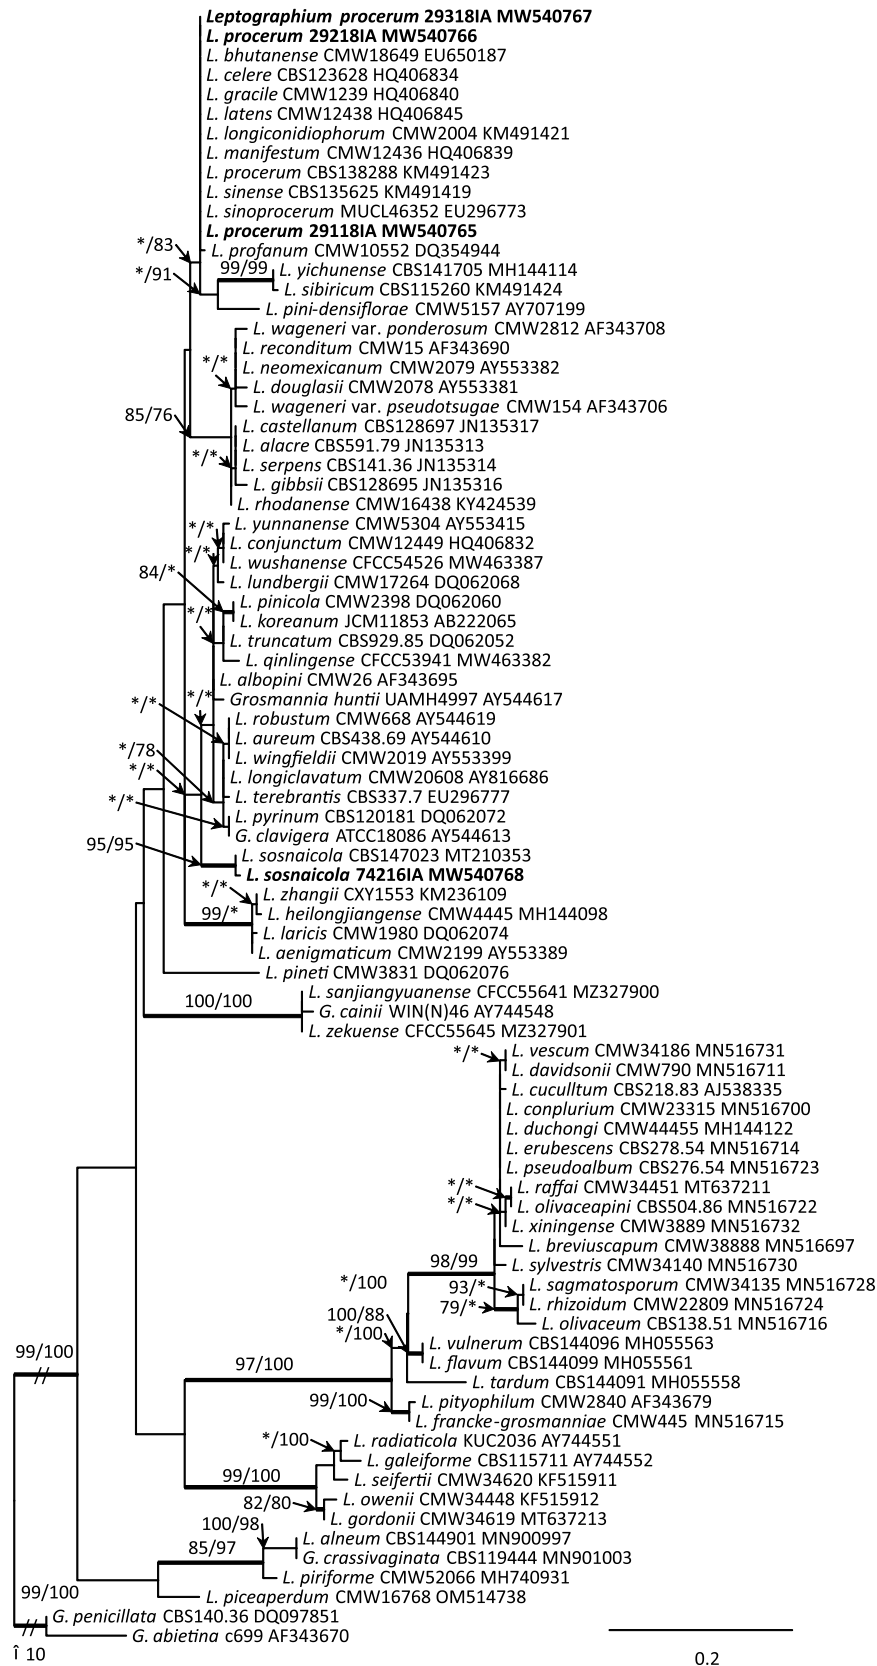 Leptographium procerum 29318IA MW540767
L. procerum 29218IA MW540766
L. bhutanense CMW18649 EU650187
L. celere CBS123628 HQ406834
L. gracile CMW1239 HQ406840
L. latens CMW12438 HQ406845
L. longiconidiophorum CMW2004 KM491421
L. manifestum CMW12436 HQ406839
L. procerum CBS138288 KM491423
L. sinense CBS135625 KM491419
L. sinoprocerum MUCL46352 EU296773
L. procerum 29118IA MW540765
*/83
L. profanum CMW10552 DQ354944
*/91
99/99
L. yichunense CBS141705 MH144114
L. sibiricum CBS115260 KM491424
L. pini-densiflorae CMW5157 AY707199
L. wageneri var. ponderosum CMW2812 AF343708
L. reconditum CMW15 AF343690
*/*
L. neomexicanum CMW2079 AY553382
L. douglasii CMW2078 AY553381
L. wageneri var. pseudotsugae CMW154 AF343706
85/76
L. castellanum CBS128697 JN135317
L. alacre CBS591.79 JN135313
*/*
L. serpens CBS141.36 JN135314
L. gibbsii CBS128695 JN135316
L. rhodanense CMW16438 KY424539
*/*
L. yunnanense CMW5304 AY553415
L. conjunctum CMW12449 HQ406832
*/*
L. wushanense CFCC54526 MW463387
84/*
L. lundbergii CMW17264 DQ062068
L. pinicola CMW2398 DQ062060
*/*
L. koreanum JCM11853 AB222065
L. truncatum CBS929.85 DQ062052
L. qinlingense CFCC53941 MW463382
L. albopini CMW26 AF343695
*/*
Grosmannia huntii UAMH4997 AY544617
*/*
L. robustum CMW668 AY544619
L. aureum CBS438.69 AY544610
*/78
L. wingfieldii CMW2019 AY553399
*/*
L. longiclavatum CMW20608 AY816686
*/*
L. terebrantis CBS337.7 EU296777
L. pyrinum CBS120181 DQ062072
G. clavigera ATCC18086 AY544613
95/95
L. sosnaicola CBS147023 MT210353
L. sosnaicola 74216IA MW540768
*/*
L. zhangii CXY1553 KM236109
99/*
L. heilongjiangense CMW4445 MH144098
L. laricis CMW1980 DQ062074
L. aenigmaticum CMW2199 AY553389
L. pineti CMW3831 DQ062076
100/100
L. sanjiangyuanense CFCC55641 MZ327900
G. cainii WIN(N)46 AY744548
L. zekuense CFCC55645 MZ327901
*/*
L. vescum CMW34186 MN516731
L. davidsonii CMW790 MN516711
L. cuculltum CBS218.83 AJ538335
L. conplurium CMW23315 MN516700
L. duchongi CMW44455 MH144122
L. erubescens CBS278.54 MN516714
L. pseudoalbum CBS276.54 MN516723
*/*
L. raffai CMW34451 MT637211
*/*
L. olivaceapini CBS504.86 MN516722
L. xiningense CMW3889 MN516732
L. breviuscapum CMW38888 MN516697
98/99
L. sylvestris CMW34140 MN516730
*/100
93/*
L. sagmatosporum CMW34135 MN516728
79/*
L. rhizoidum CMW22809 MN516724
100/88
L. olivaceum CBS138.51 MN516716
*/100
L. vulnerum CBS144096 MH055563
99/100
97/100
L. flavum CBS144099 MH055561
L. tardum CBS144091 MH055558
99/100
L. pityophilum CMW2840 AF343679
L. francke-grosmanniae CMW445 MN516715
*/100
L. radiaticola KUC2036 AY744551
L. galeiforme CBS115711 AY744552
99/100
L. seifertii CMW34620 KF515911
82/80
L. owenii CMW34448 KF515912
L. gordonii CMW34619 MT637213
100/98
L. alneum CBS144901 MN900997
85/97
G. crassivaginata CBS119444 MN901003
L. piriforme CMW52066 MH740931
99/100
L. piceaperdum CMW16768 OM514738
G. penicillata CBS140.36 DQ097851
G. abietina c699 AF343670
î 10
0.2